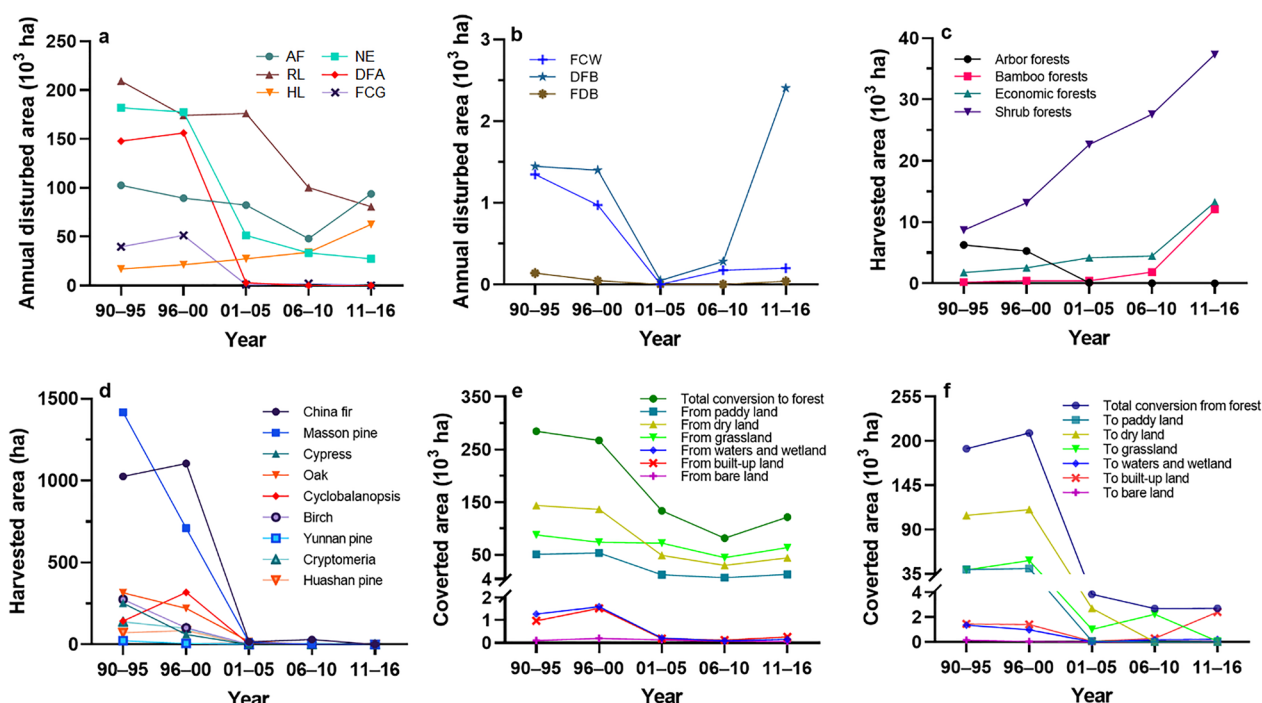 a
Annual disturbed area (10³ ha)
250
200
150
100
50
0
AF
RL
HL
NE
DFA
FCG
90–95 96–00 01–05 06–10 11–16
Year
b
Annual disturbed area (10³ ha)
3
2
1
0
FCW
DFB
FDB
90–95 96–00 01–05 06–10 11–16
Year
c
Harvested area (10³ ha)
40
30
20
10
0
Arbor forests
Bamboo forests
Economic forests
Shrub forests
90–95 96–00 01–05 06–10 11–16
Year
d
Harvested area (ha)
1500
1000
500
0
China fir
Masson pine
Cypress
Oak
Cyclobalanopsis
Birch
Yunnan pine
Cryptomeria
Huashan pine
90–95 96–00 01–05 06–10 11–16
Year
e
Coverted area (10³ ha)
350
250
150
50
4
2
1
0
Total conversion to forest
From paddy land
From dry land
From grassland
From waters and wetland
From built-up land
From bare land
90–95 96–00 01–05 06–10 11–16
Year
f
Coverted area (10³ ha)
255
200
145
90
35
4
2
0
Total conversion from forest
To paddy land
To dry land
To grassland
To waters and wetland
To built-up land
To bare land
90–95 96–00 01–05 06–10 11–16
Year